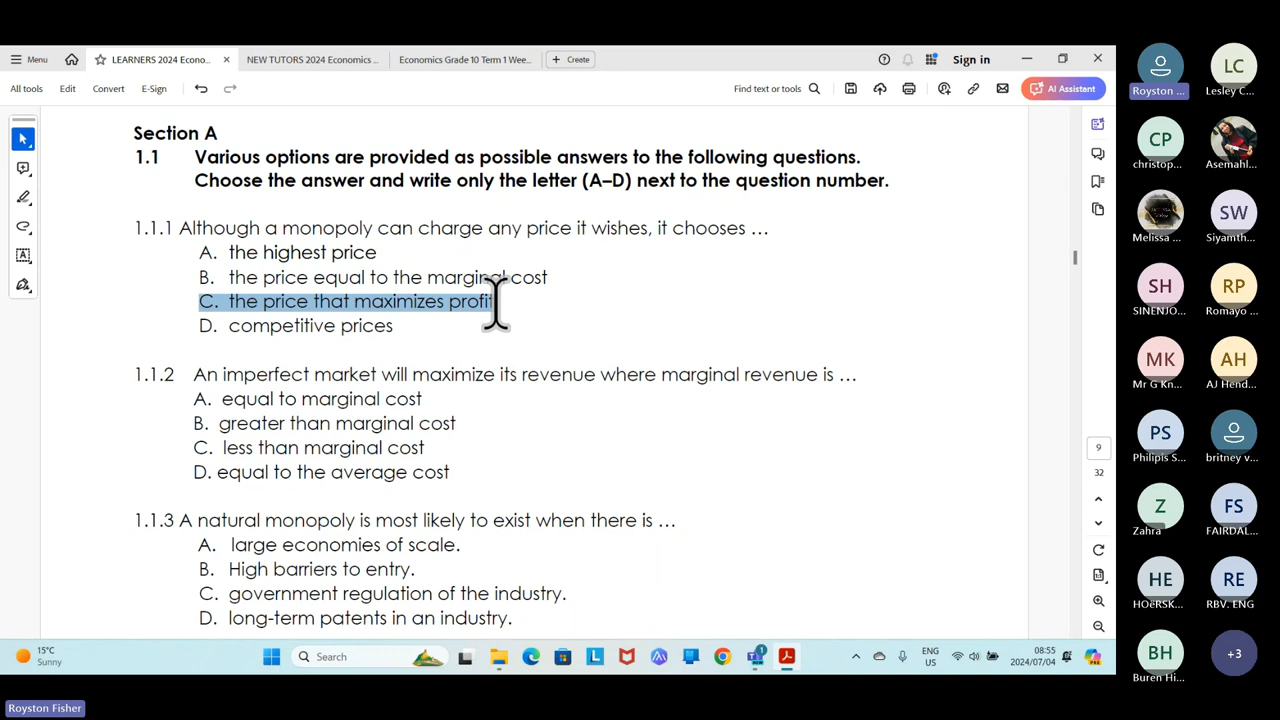 Menu
LEARNERS 2024 Econo...
NEW TUTORS 2024 Economics ...
Economics Grade 10 Term 1 Wee...
Create
Sign in
All tools
Edit
Convert
E-Sign
Find text or tools
AI Assistant
Section A
1.1 Various options are provided as possible answers to the following questions.
Choose the answer and write only the letter (A–D) next to the question number.
1.1.1 Although a monopoly can charge any price it wishes, it chooses …
A. the highest price
B. the price equal to the marginal cost
C. the price that maximizes profit
D. competitive prices
1.1.2 An imperfect market will maximize its revenue where marginal revenue is …
A. equal to marginal cost
B. greater than marginal cost
C. less than marginal cost
D. equal to the average cost
1.1.3 A natural monopoly is most likely to exist when there is …
A. large economies of scale.
B. High barriers to entry.
C. government regulation of the industry.
D. long-term patents in an industry.
9
32
15°C
Sunny
Search
ENG
US
08:55
2024/07/04
Royston Fisher
Royston ...
LC
Lesley C...
CP
christop...
Asemahl...
Melissa ...
SW
Siyamth...
SH
SINENJO...
RP
Romayo ...
MK
Mr G Kn...
AH
AJ Hend...
PS
Philipis S...
britney v...
Z
Zahra
FS
FAIRDAL...
HE
HOërSK...
RE
RBV. ENG
BH
Buren Hi...
+3